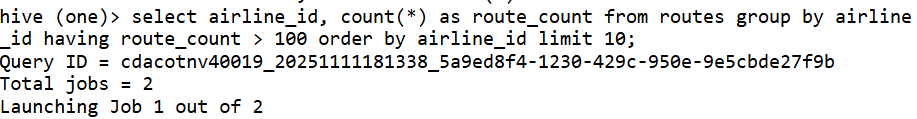 hive (one)> select airline_id, count(*) as route_count from routes group by airline
_id having route_count > 100 order by airline_id limit 10;
Query ID = cdacotnv40019_20251111181338_5a9ed8f4-1230-429c-950e-9e5cbde27f9b
Total jobs = 2
Launching Job 1 out of 2